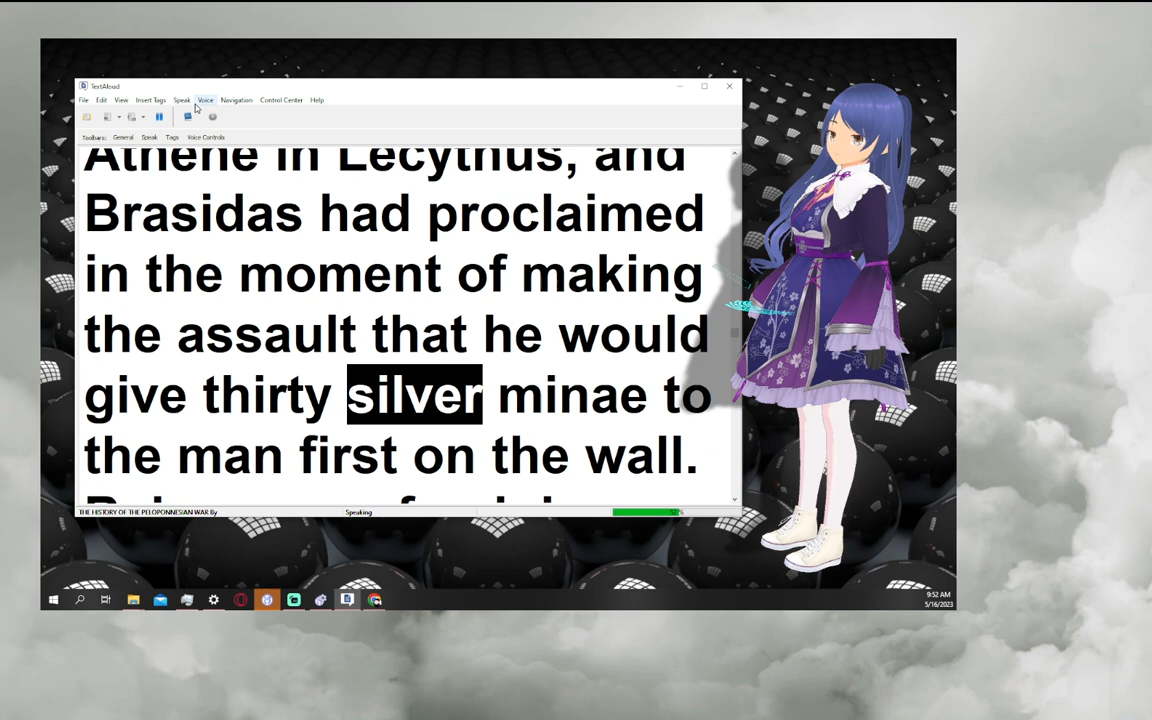 TextAloud
File Edit View Insert Tags Speak Voice Navigation Control Center Help
Toolbars: General Speak Tags Voice Controls
Athene in Lecythus, and
Brasidas had proclaimed
in the moment of making
the assault that he would
give thirty silver minae to
the man first on the wall.
THE HISTORY OF THE PELOPONNESIAN WAR By
Speaking
9:52 AM
5/16/2023